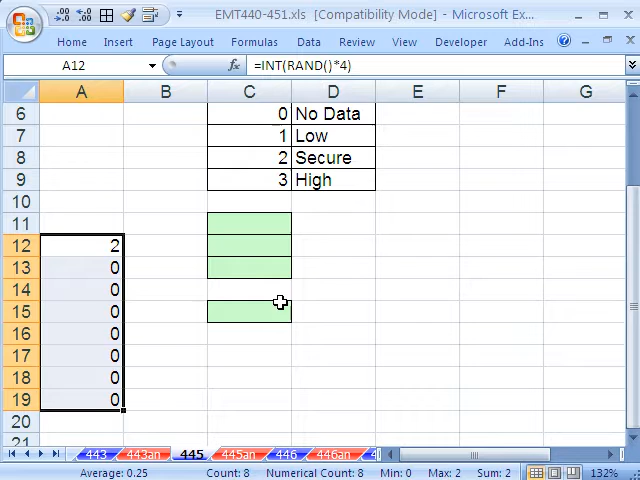 EMT440-451.xls [Compatibility Mode] - Microsoft Ex...
Home Insert Page Layout Formulas Data Review View Developer Add-Ins
A12 fx =INT(RAND()*4)
A B C D E F G
6 0 No Data
7 1 Low
8 2 Secure
9 3 High
10
11
12 2
13 0
14 0
15 0
16 0
17 0
18 0
19 0
20
21
443 443an 445 445an 446 446an 4
Average: 0.25 Count: 8 Numerical Count: 8 Min: 0 Max: 2 Sum: 2 132%